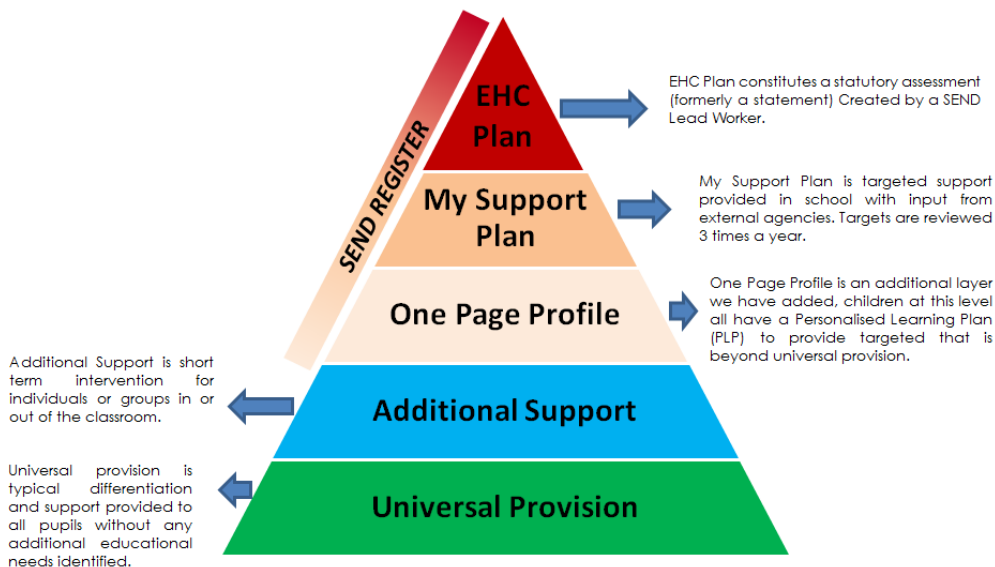 EHC
Plan
EHC Plan constitutes a statutory assessment
(formerly a statement) Created by a SEND
Lead Worker.
SEND REGISTER
My Support
Plan
My Support Plan is targeted support
provided in school with input from
external agencies. Targets are reviewed
3 times a year.
One Page Profile
One Page Profile is an additional layer
we have added, children at this level
all have a Personalised Learning Plan
(PLP) to provide targeted that is
beyond universal provision.
Additional Support is short
term intervention for
individuals or groups in or
out of the classroom.
Additional Support
Universal provision is
typical differentiation
and support provided to
all pupils without any
additional educational
needs identified.
Universal Provision